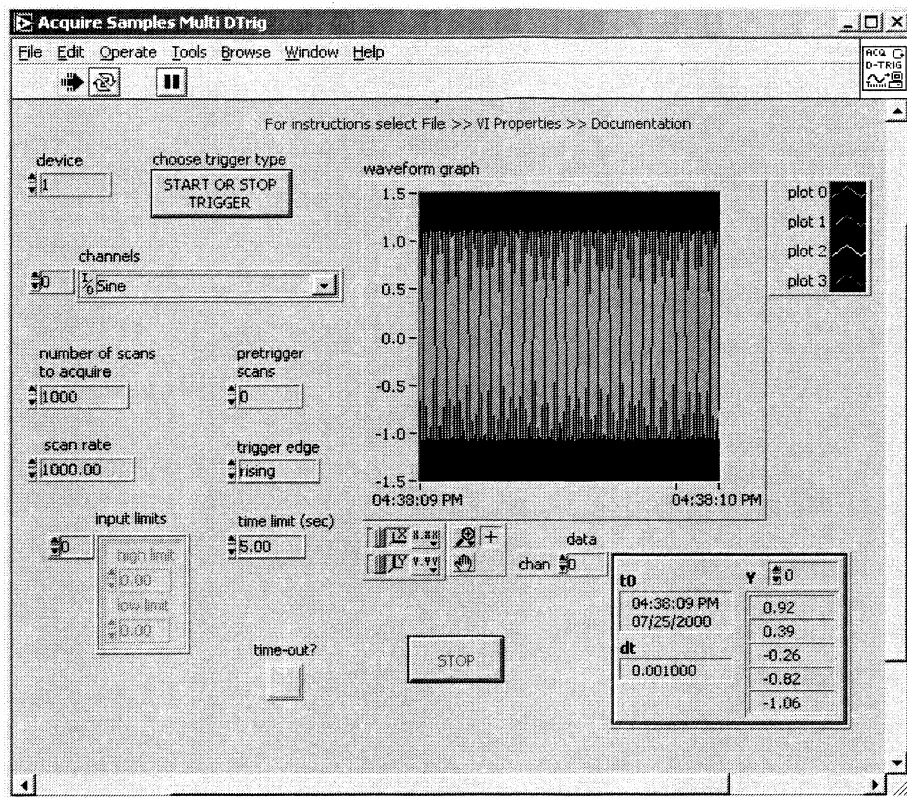 Acquire Samples Multi DTrig
File Edit Operate Tools Browse Window Help
ACQ
D-TRIG
For instructions select File >> VI Properties >> Documentation
device
1
choose trigger type
START OR STOP
TRIGGER
channels
0
I/O Sine
number of scans
to acquire
1000
pretrigger
scans
0
scan rate
1000.00
trigger edge
rising
input limits
0
high limit
0.00
low limit
0.00
time limit (sec)
5.00
time-out?
STOP
waveform graph
1.5
1.0
0.5
0.0
-0.5
-1.0
-1.5
04:38:09 PM
04:38:10 PM
plot 0
plot 1
plot 2
plot 3
X X.XX
Y Y.YY
data
chan 0
t0
04:38:09 PM
07/25/2000
dt
0.001000
Y 0
0.92
0.39
-0.26
-0.82
-1.06